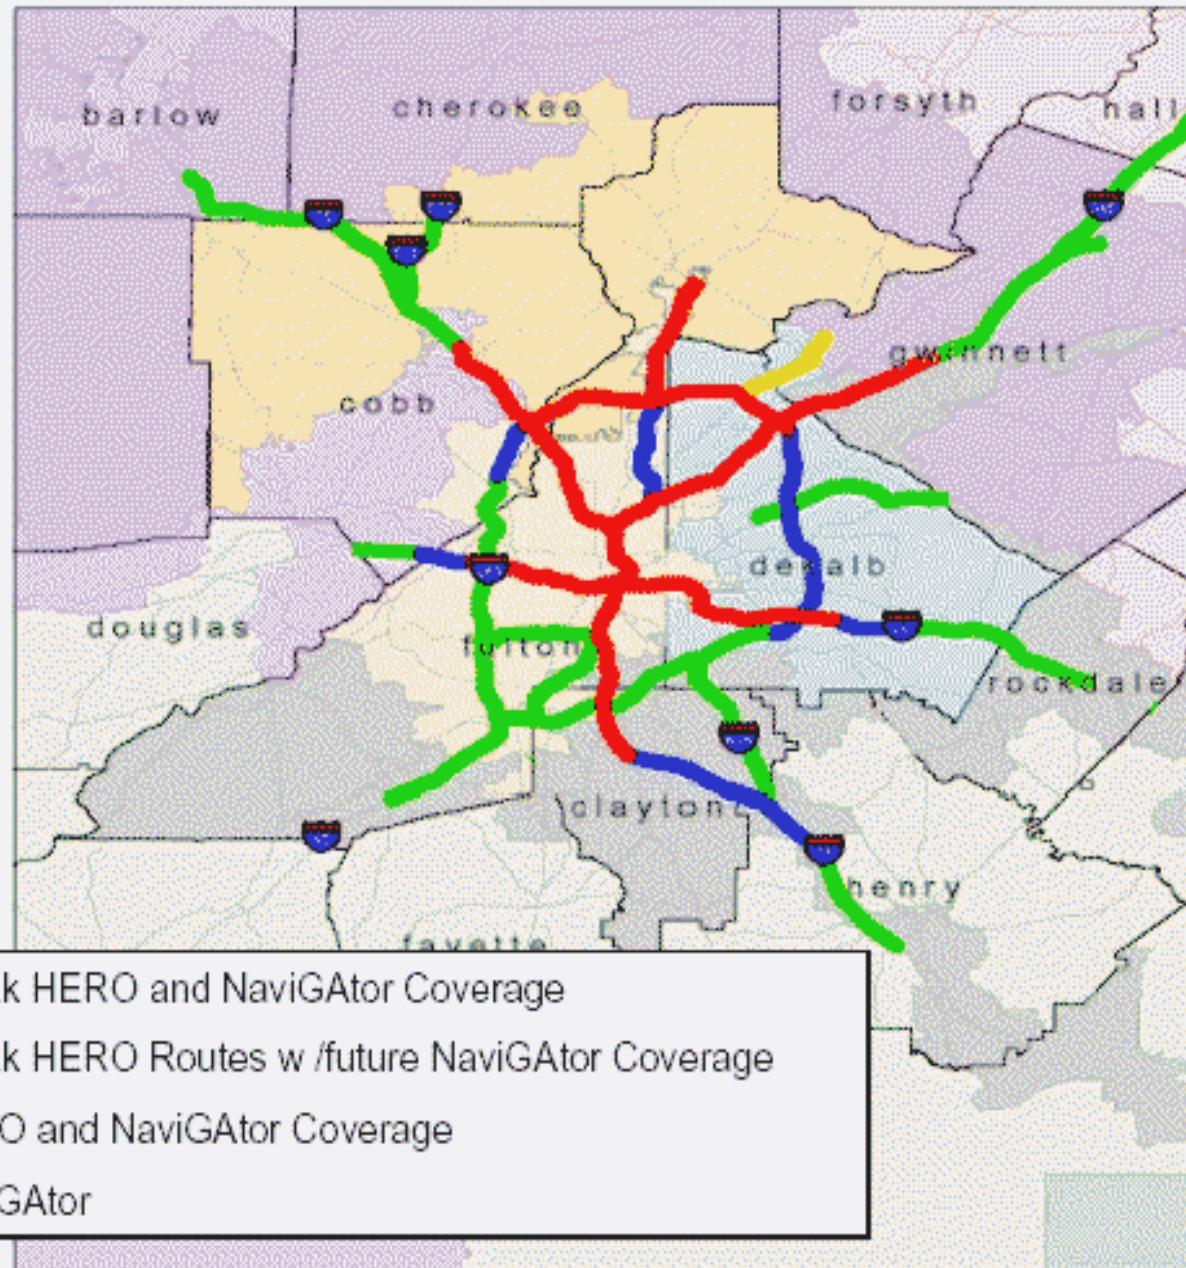 barlow
cherokee
forsyth
hall
gwinnett
cobb
dekalb
douglas
fulton
rockdale
clayton
henry
fayette
k HERO and NaviGAtor Coverage
k HERO Routes w /future NaviGAtor Coverage
O and NaviGAtor Coverage
GAtor